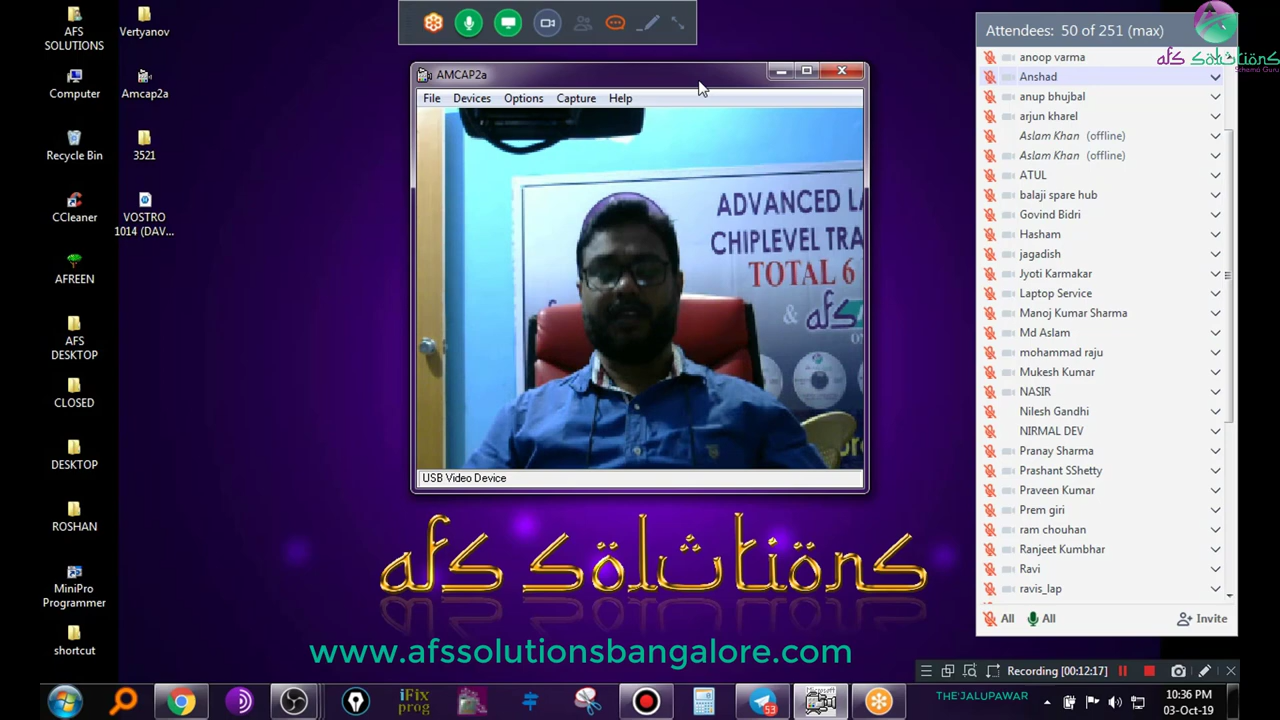 AFS
SOLUTIONS
Vertyanov
Computer
Amcap2a
Recycle Bin
3521
CCleaner
VOSTRO
1014 (DAV...
AFREEN
AFS
DESKTOP
CLOSED
DESKTOP
ROSHAN
MiniPro
Programmer
shortcut
AMCAP2a
File Devices Options Capture Help
ADVANCED
CHIPLEVEL
TOTAL 6
& afs
USB Video Device
afs solutions
www.afssolutionsbangalore.com
Attendees: 50 of 251 (max)
afs solutions
anoop varma
Anshad
anup bhujbal
arjun kharel
Aslam Khan (offline)
Aslam Khan (offline)
ATUL
balaji spare hub
Govind Bidri
Hasham
jagadish
Jyoti Karmakar
Laptop Service
Manoj Kumar Sharma
Md Aslam
mohammad raju
Mukesh Kumar
NASIR
Nilesh Gandhi
NIRMAL DEV
Pranay Sharma
Prashant SShetty
Praveen Kumar
Prem giri
ram chouhan
Ranjeet Kumbhar
Ravi
ravis_lap
All All Invite
Recording [00:12:17]
iFix
prog
53
THE'JALUPAWAR
10:36 PM
03-Oct-19